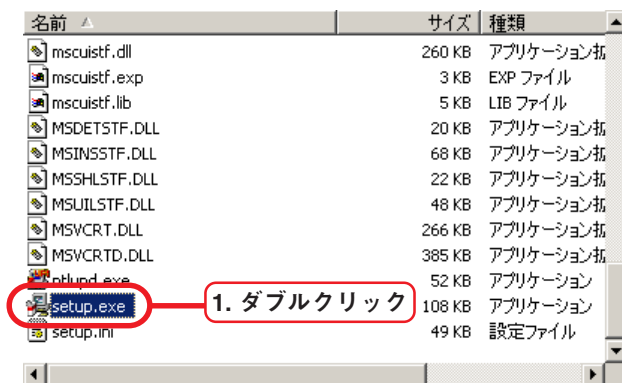 名前 サイズ 種類
mscuistf.dll 260 KB アプリケーション拡
mscuistf.exp 3 KB EXP ファイル
mscuistf.lib 5 KB LIB ファイル
MSDETSTF.DLL 20 KB アプリケーション拡
MSINSSTF.DLL 68 KB アプリケーション拡
MSSHLSTF.DLL 22 KB アプリケーション拡
MSUILSTF.DLL 48 KB アプリケーション拡
MSVCRT.DLL 266 KB アプリケーション拡
MSVCRTD.DLL 385 KB アプリケーション拡
ptlupd.exe 52 KB アプリケーション
setup.exe 1. ダブルクリック 108 KB アプリケーション
setup.ini 49 KB 設定ファイル